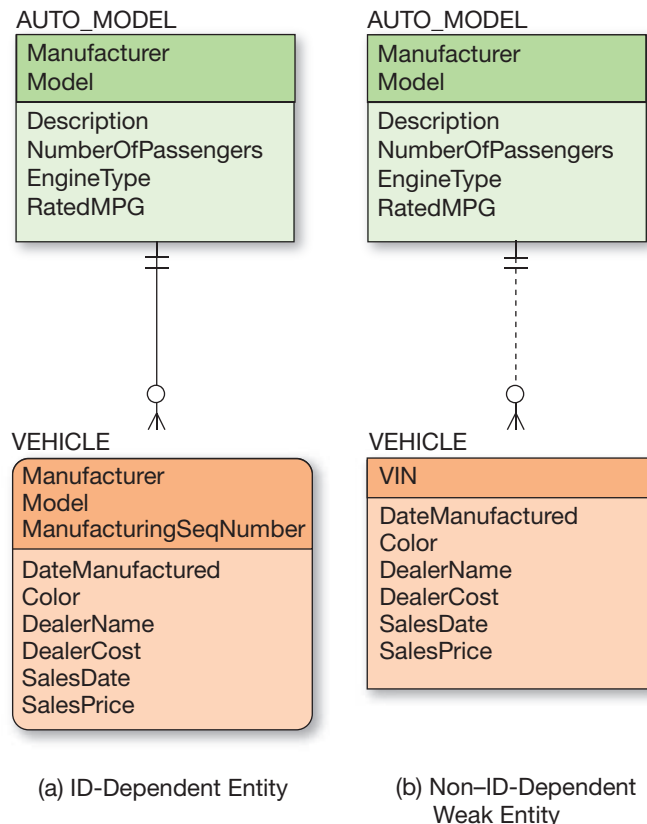 AUTO_MODEL
Manufacturer
Model
Description
NumberOfPassengers
EngineType
RatedMPG
VEHICLE
Manufacturer
Model
ManufacturingSeqNumber
DateManufactured
Color
DealerName
DealerCost
SalesDate
SalesPrice
(a) ID-Dependent Entity
AUTO_MODEL
Manufacturer
Model
Description
NumberOfPassengers
EngineType
RatedMPG
VEHICLE
VIN
DateManufactured
Color
DealerName
DealerCost
SalesDate
SalesPrice
(b) Non–ID-Dependent
Weak Entity